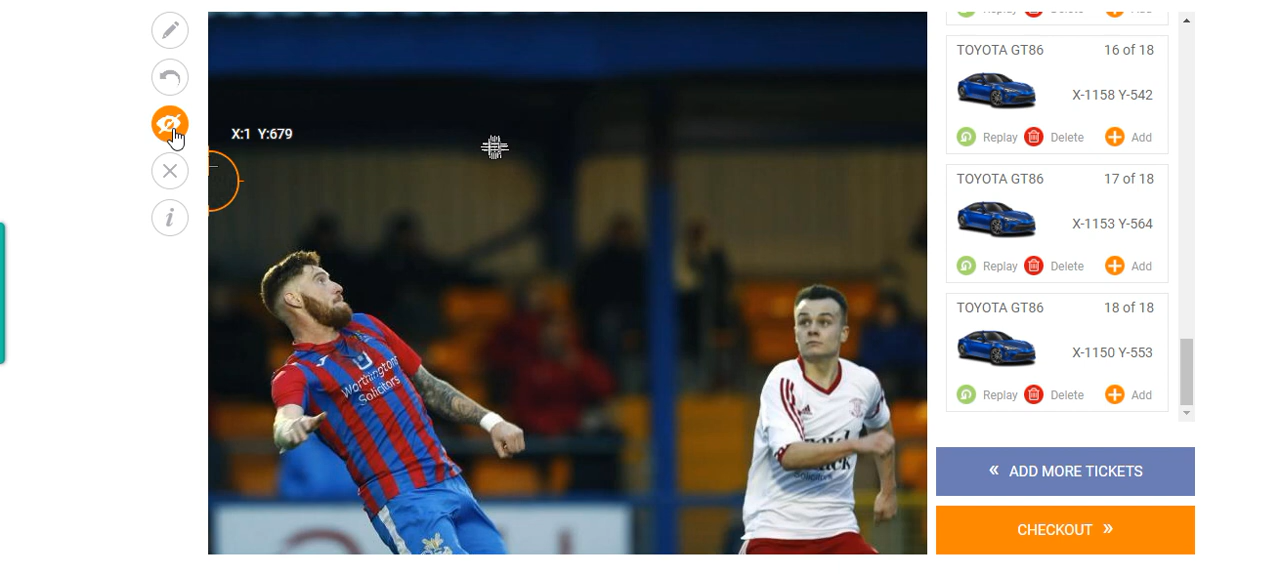 Replay Delete Add
TOYOTA GT86 16 of 18
X-1158 Y-542
Replay Delete Add
TOYOTA GT86 17 of 18
X-1153 Y-564
Replay Delete Add
TOYOTA GT86 18 of 18
X-1150 Y-553
Replay Delete Add
« ADD MORE TICKETS
CHECKOUT »
X:1 Y:679
i
Worthingtons
Solicitors
Solicitors